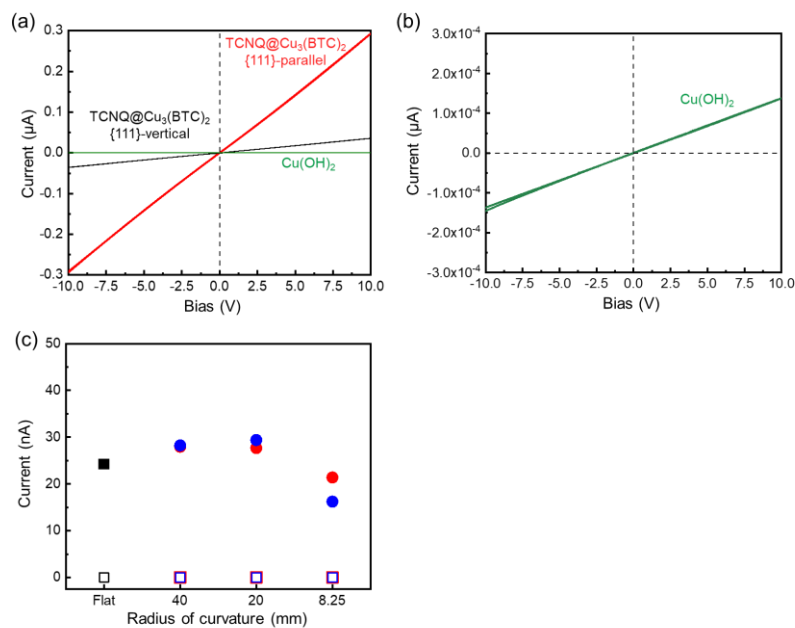 (a)
TCNQ@Cu₃(BTC)₂
{111}-parallel
TCNQ@Cu₃(BTC)₂
{111}-vertical
Cu(OH)₂
0.3
0.2
0.1
0.0
-0.1
-0.2
-0.3
Current (µA)
-10.0 -7.5 -5.0 -2.5 0.0 2.5 5.0 7.5 10.0
Bias (V)
(b)
Cu(OH)₂
3.0x10⁻⁴
2.0x10⁻⁴
1.0x10⁻⁴
0.0
-1.0x10⁻⁴
-2.0x10⁻⁴
-3.0x10⁻⁴
Current (µA)
-10.0 -7.5 -5.0 -2.5 0.0 2.5 5.0 7.5 10.0
Bias (V)
(c)
50
40
30
20
10
0
Current (nA)
Flat 40 20 8.25
Radius of curvature (mm)